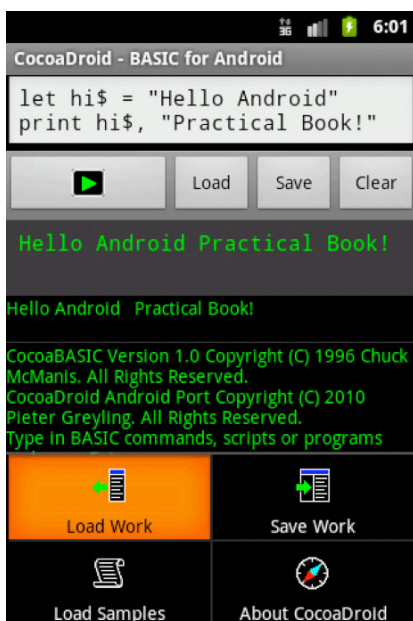 3G 6:01
CocoaDroid - BASIC for Android
let hi$ = "Hello Android"
print hi$, "Practical Book!"
Load Save Clear
Hello Android Practical Book!
Hello Android Practical Book!
CocoaBASIC Version 1.0 Copyright (C) 1996 Chuck
McManis. All Rights Reserved.
CocoaDroid Android Port Copyright (C) 2010
Pieter Greyling. All Rights Reserved.
Type in BASIC commands, scripts or programs
Load Work Save Work
Load Samples About CocoaDroid